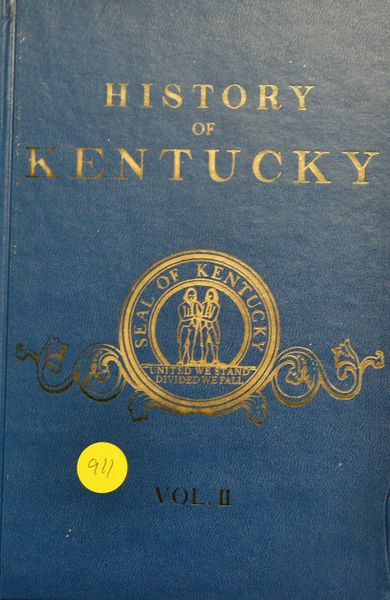 HISTORY
OF
KENTUCKY
SEAL OF KENTUCKY
UNITED WE STAND
DIVIDED WE FALL
911
VOL. II